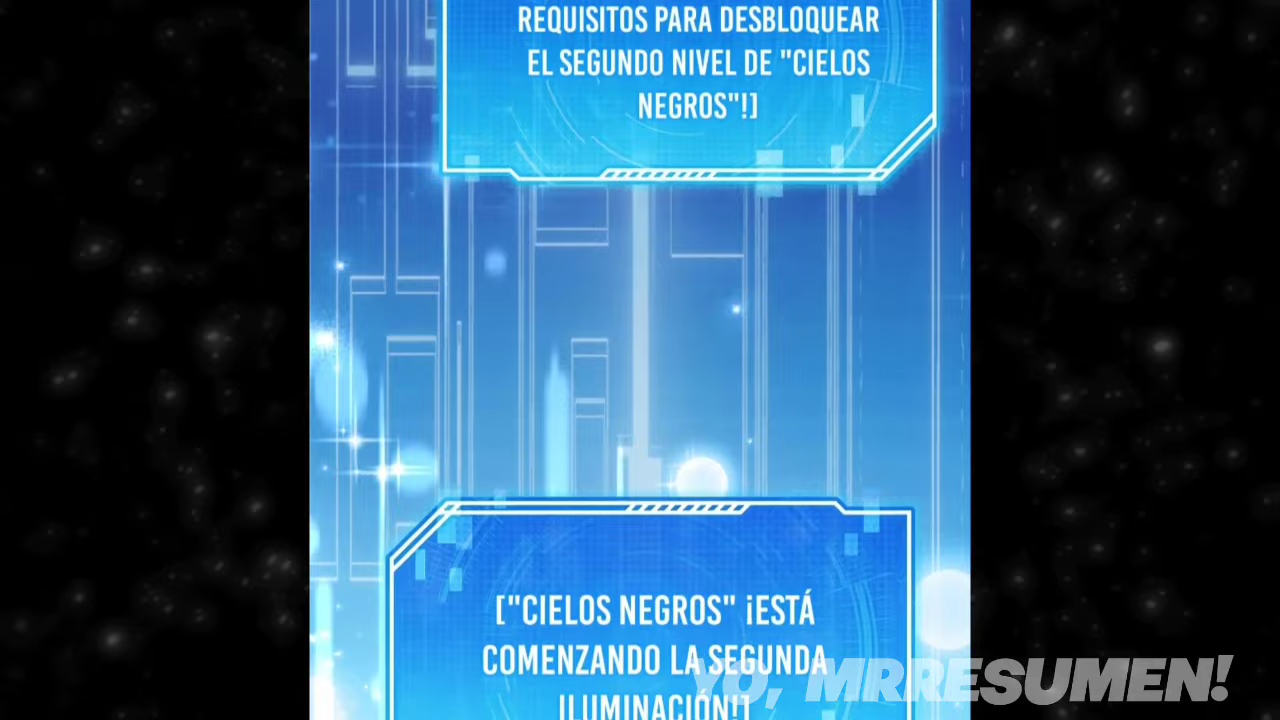 REQUISITOS PARA DESBLOQUEAR
EL SEGUNDO NIVEL DE "CIELOS
NEGROS"!]
["CIELOS NEGROS" ¡ESTÁ
COMENZANDO LA SEGUNDA
ILUMINACIÓN!]
YO, MRRESUMEN!